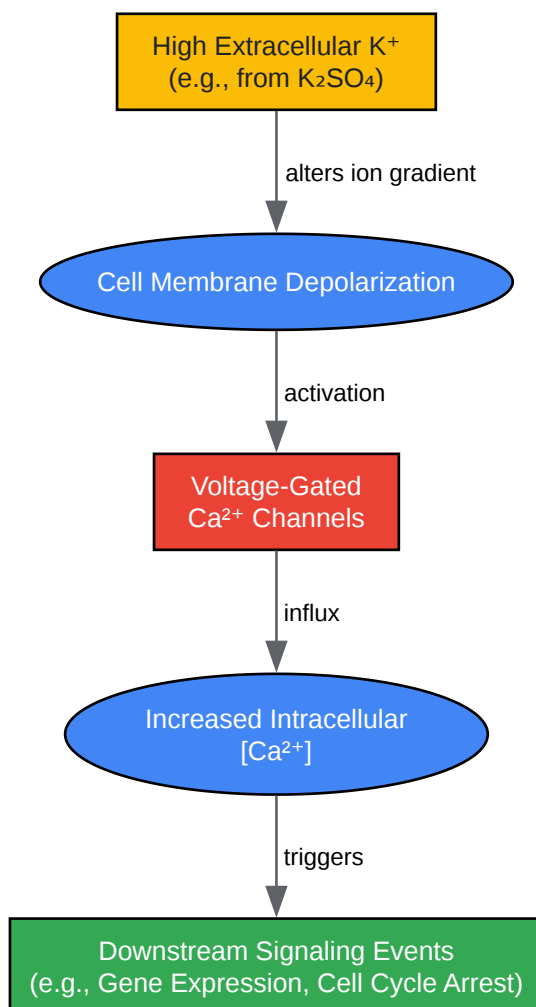 High Extracellular K⁺
(e.g., from K₂SO₄)
alters ion gradient
Cell Membrane Depolarization
activation
Voltage-Gated
Ca²⁺ Channels
influx
Increased Intracellular
[Ca²⁺]
triggers
Downstream Signaling Events
(e.g., Gene Expression, Cell Cycle Arrest)